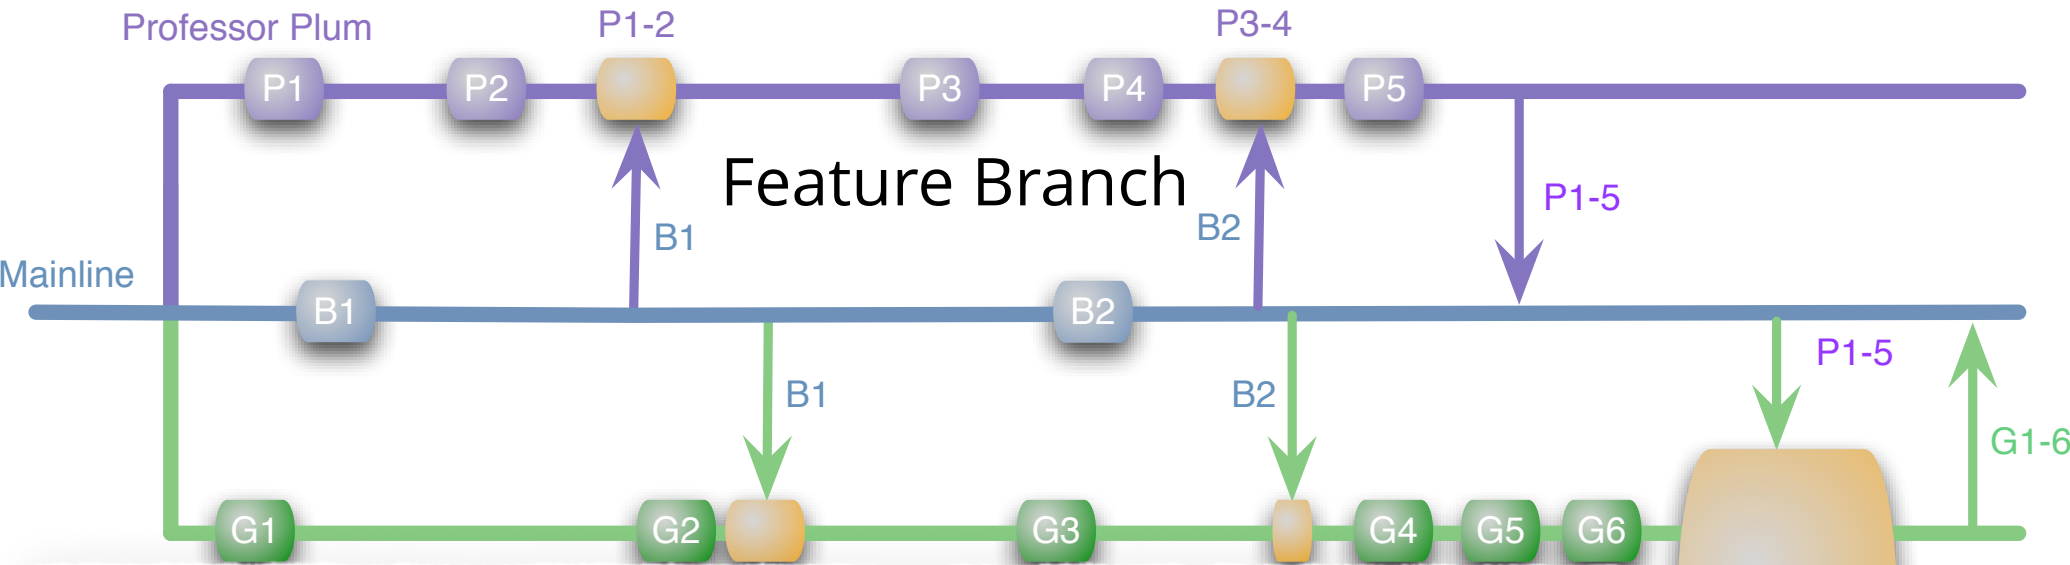 Professor Plum
P1-2
P3-4
P1
P2
P3
P4
P5
Feature Branch
P1-5
B1
B2
Mainline
B1
B2
P1-5
B1
B2
G1-6
G1
G2
G3
G4
G5
G6